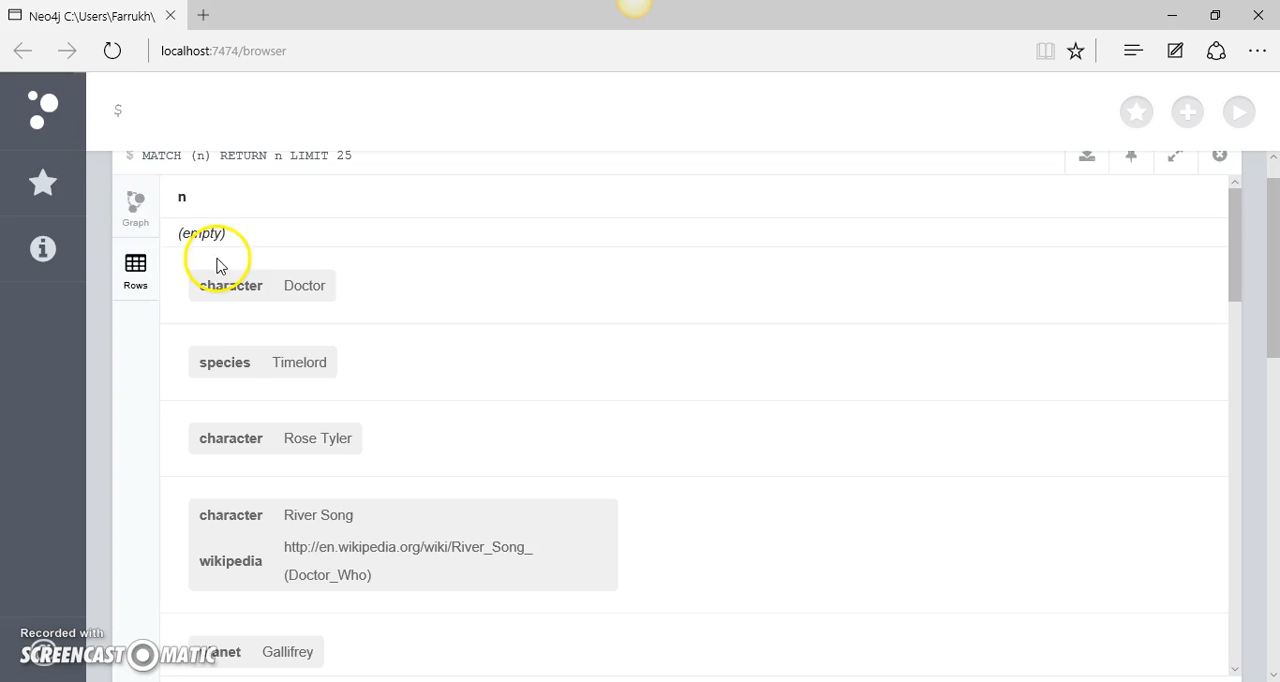 Neo4j C:\Users\Farrukh\
localhost:7474/browser
$
$ MATCH (n) RETURN n LIMIT 25
Graph
Rows
n
(empty)
character Doctor
species Timelord
character Rose Tyler
character River Song
wikipedia http://en.wikipedia.org/wiki/River_Song_
(Doctor_Who)
planet Gallifrey
Recorded with
SCREENCAST-O-MATIC